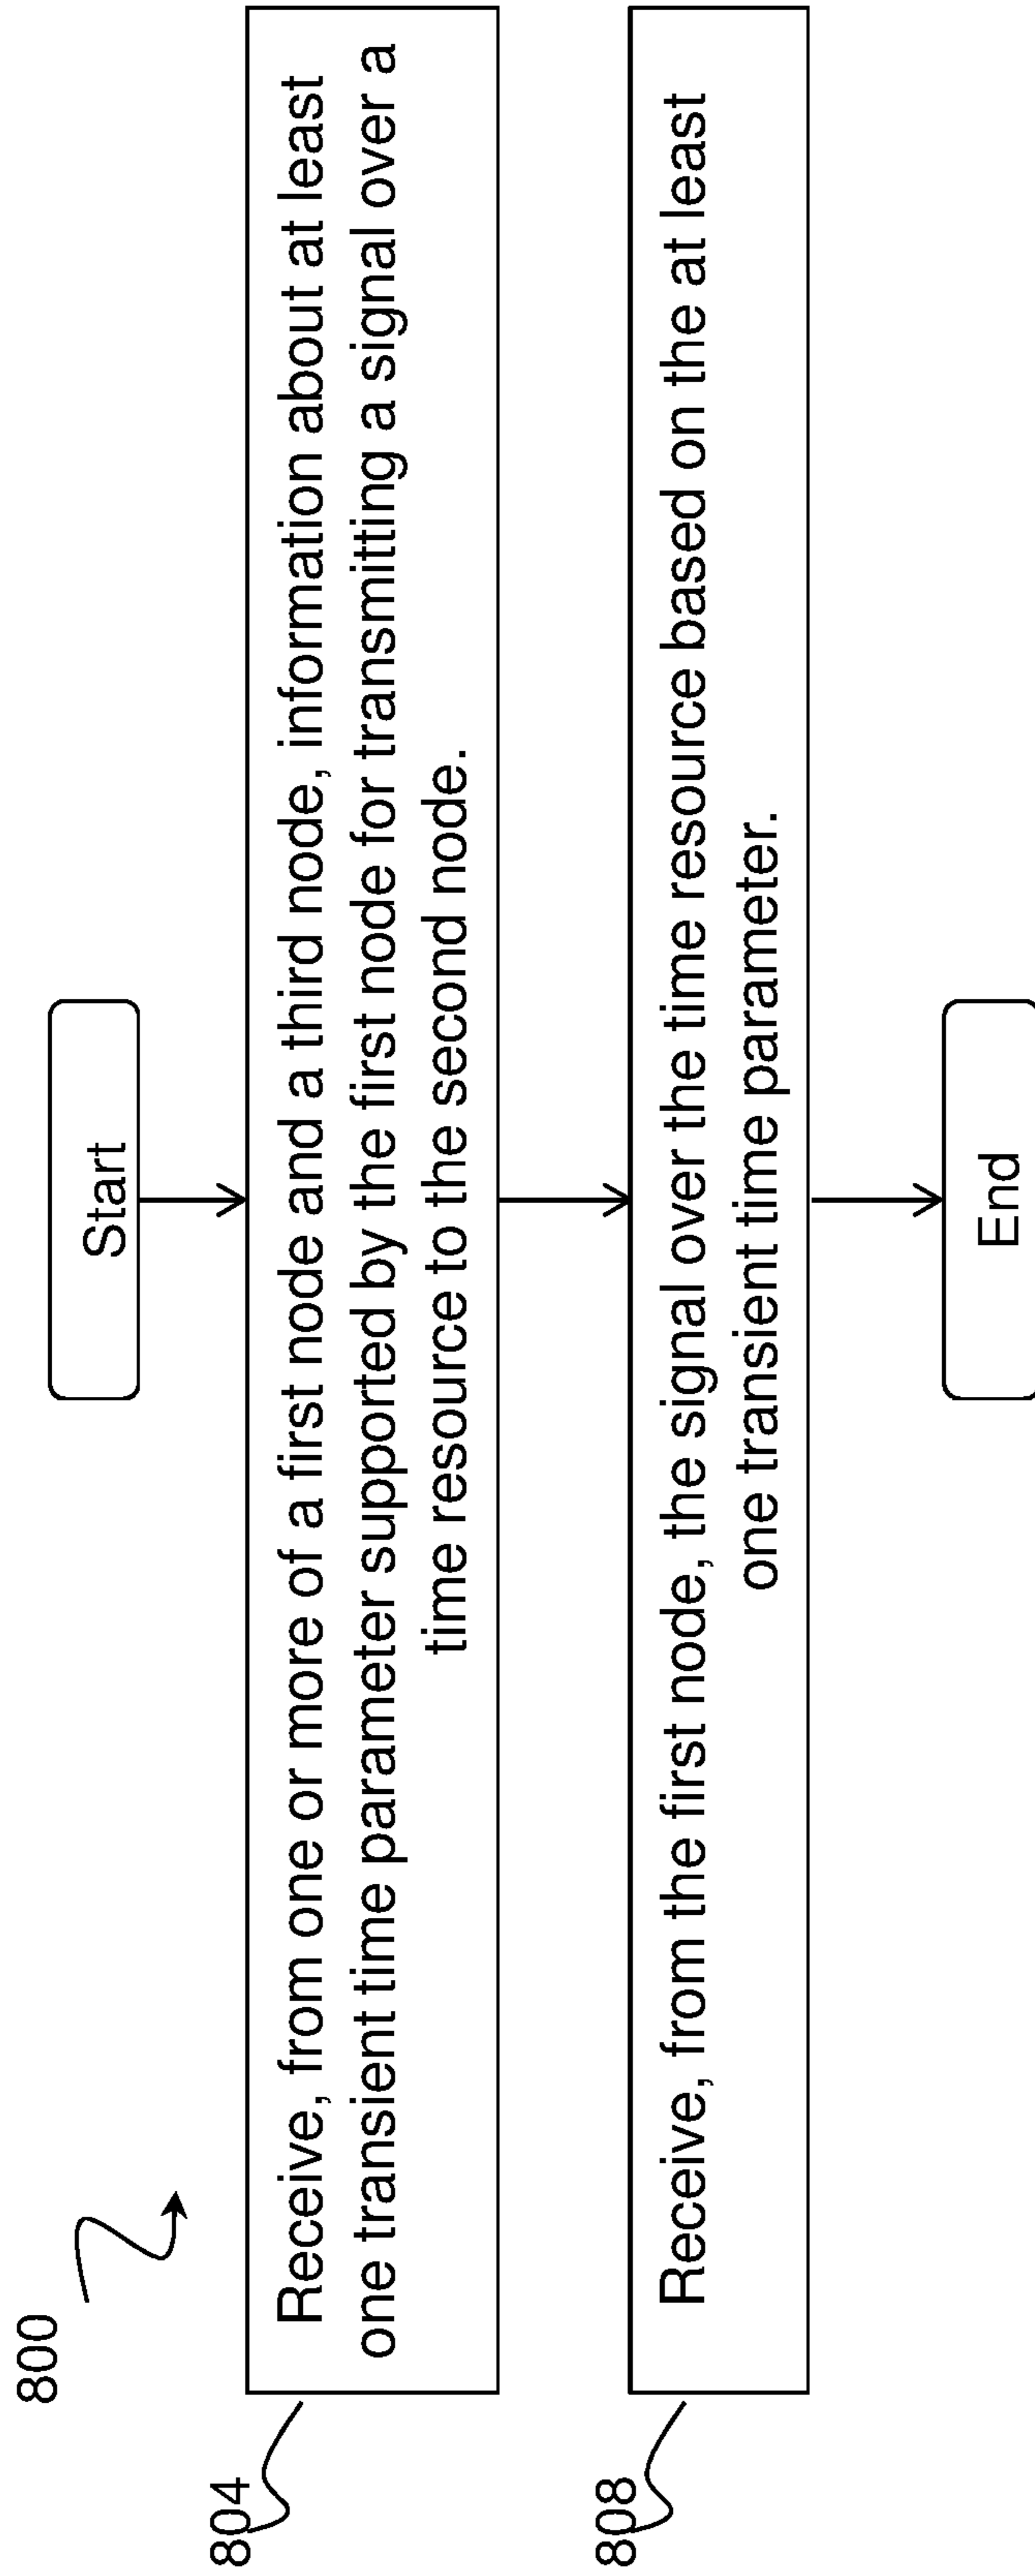 800
Start
804
Receive, from one or more of a first node and a third node, information about at least
one transient time parameter supported by the first node for transmitting a signal over a
time resource to the second node.
808
Receive, from the first node, the signal over the time resource based on the at least
one transient time parameter.
End